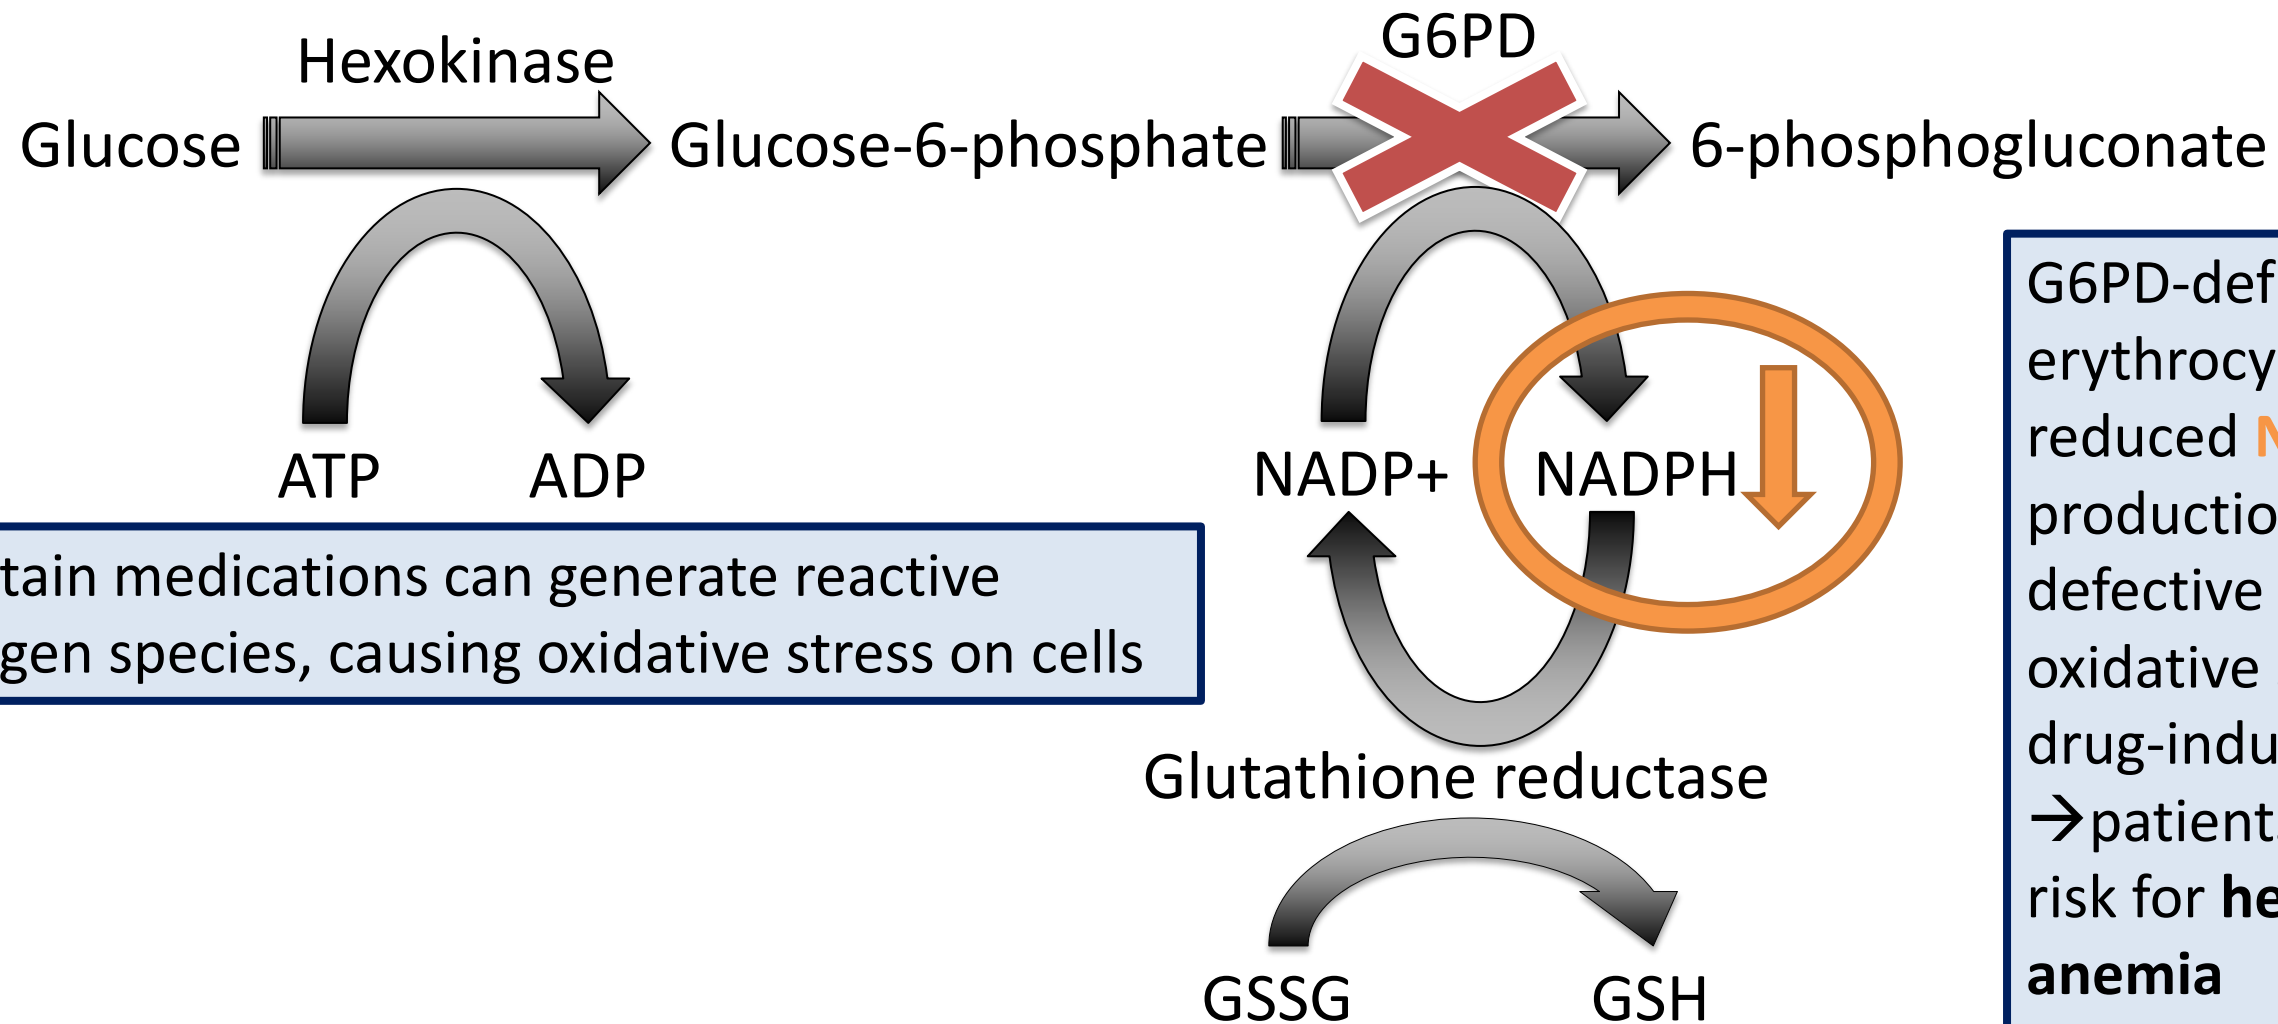 G6PD
Hexokinase
Glucose
Glucose-6-phosphate
6-phosphogluconate
ATP
ADP
NADP+
NADPH
tain medications can generate reactive
gen species, causing oxidative stress on cells
Glutathione reductase
GSSG
GSH
G6PD-def
erythrocy
reduced N
productio
defective
oxidative
drug-indu
→patient
risk for he
anemia